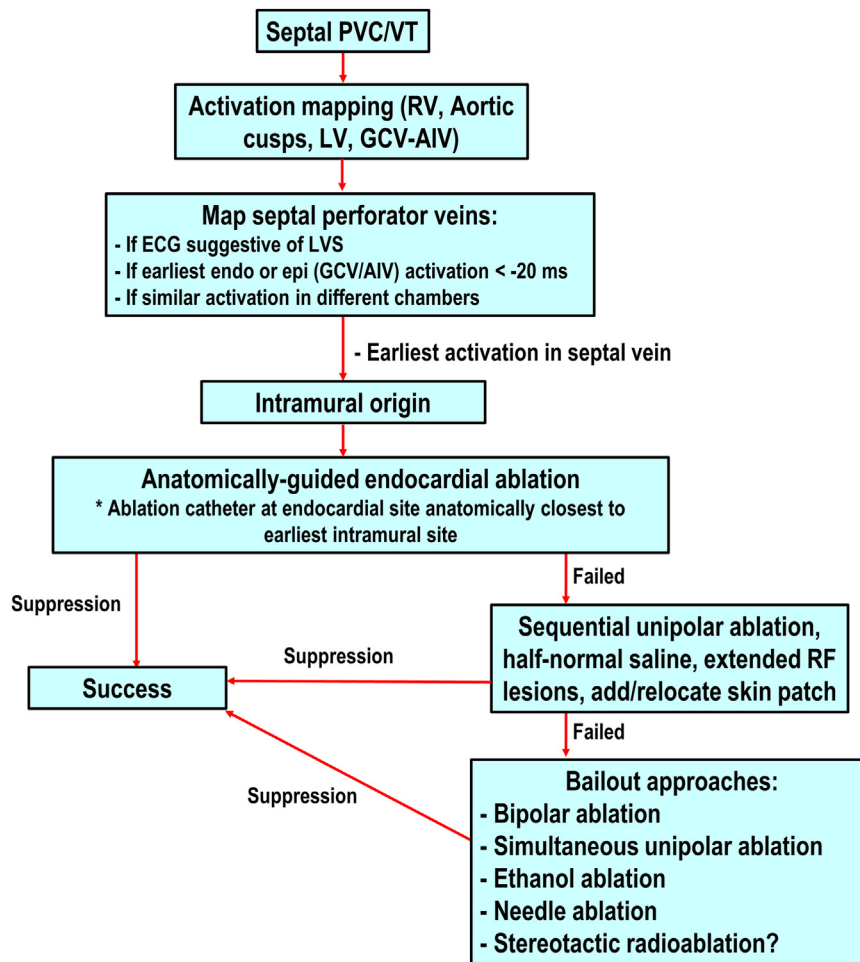 Septal PVC/VT
Activation mapping (RV, Aortic
cusps, LV, GCV-AIV)
Map septal perforator veins:
- If ECG suggestive of LVS
- If earliest endo or epi (GCV/AIV) activation < -20 ms
- If similar activation in different chambers
- Earliest activation in septal vein
Intramural origin
Anatomically-guided endocardial ablation
* Ablation catheter at endocardial site anatomically closest to
earliest intramural site
Suppression
Failed
Sequential unipolar ablation,
half-normal saline, extended RF
lesions, add/relocate skin patch
Suppression
Success
Failed
Suppression
Bailout approaches:
- Bipolar ablation
- Simultaneous unipolar ablation
- Ethanol ablation
- Needle ablation
- Stereotactic radioablation?